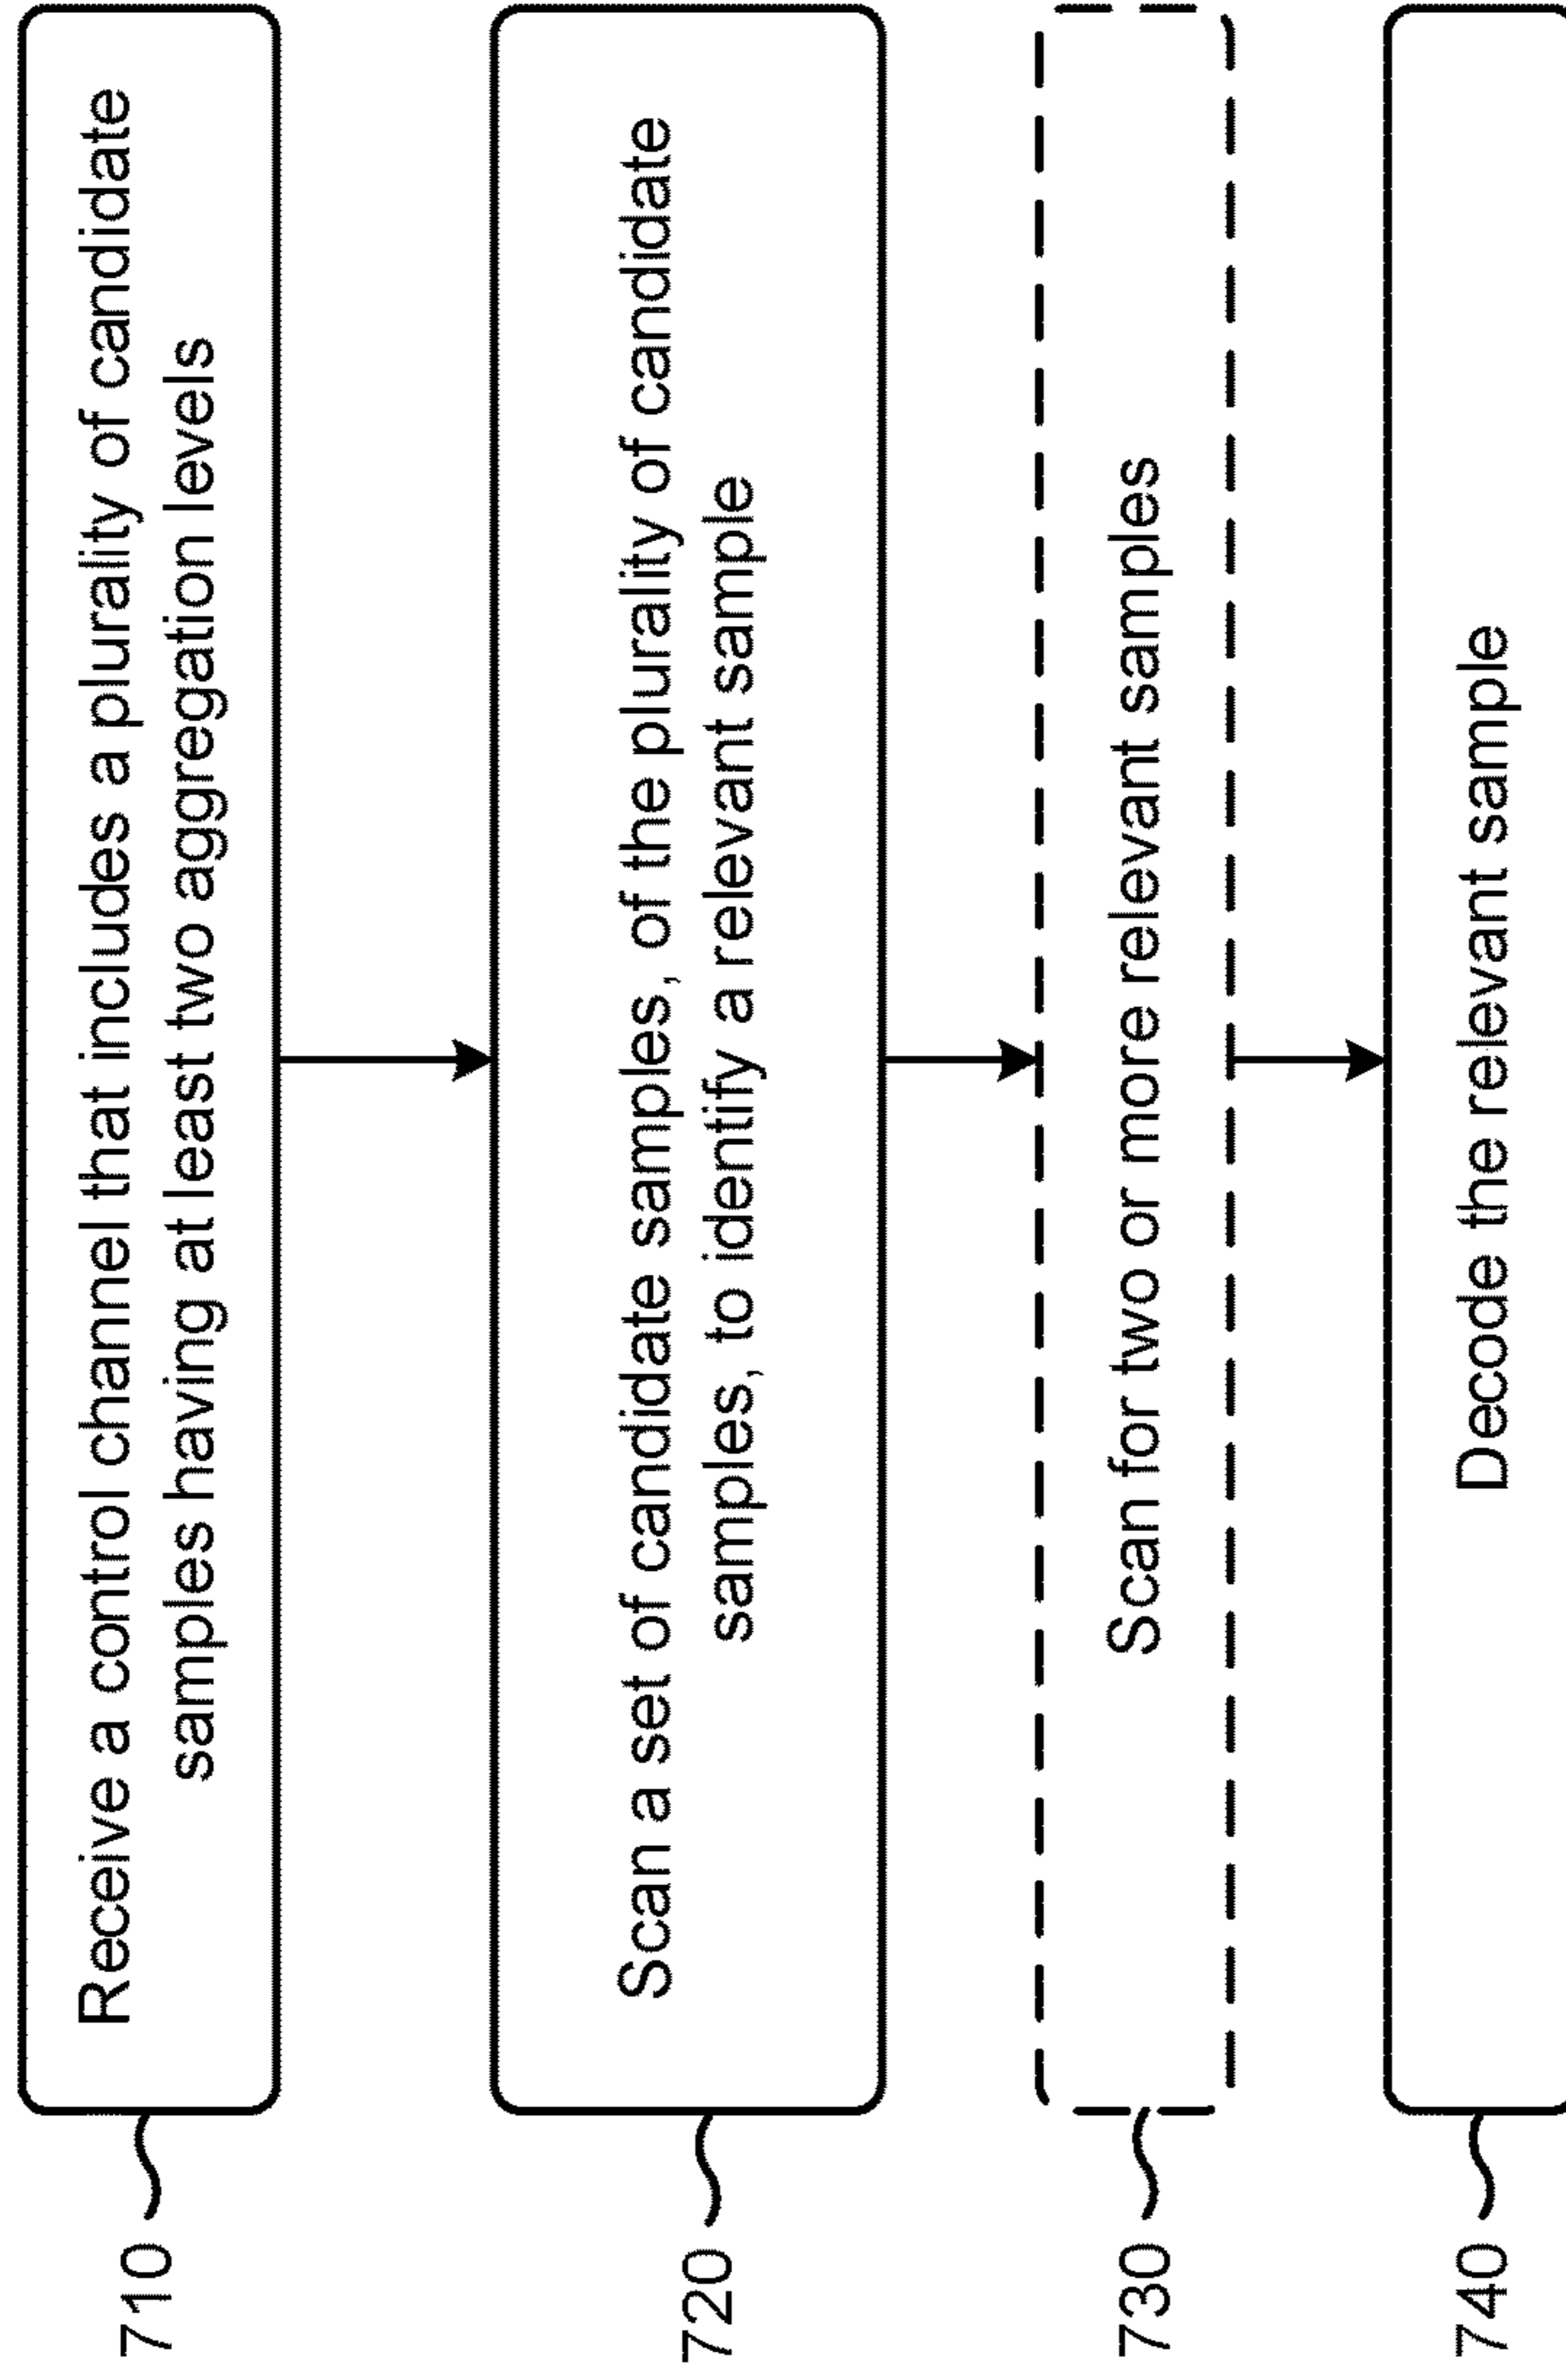 710
Receive a control channel that includes a plurality of candidate
samples having at least two aggregation levels
720
Scan a set of candidate samples, of the plurality of candidate
samples, to identify a relevant sample
730
Scan for two or more relevant samples
740
Decode the relevant sample